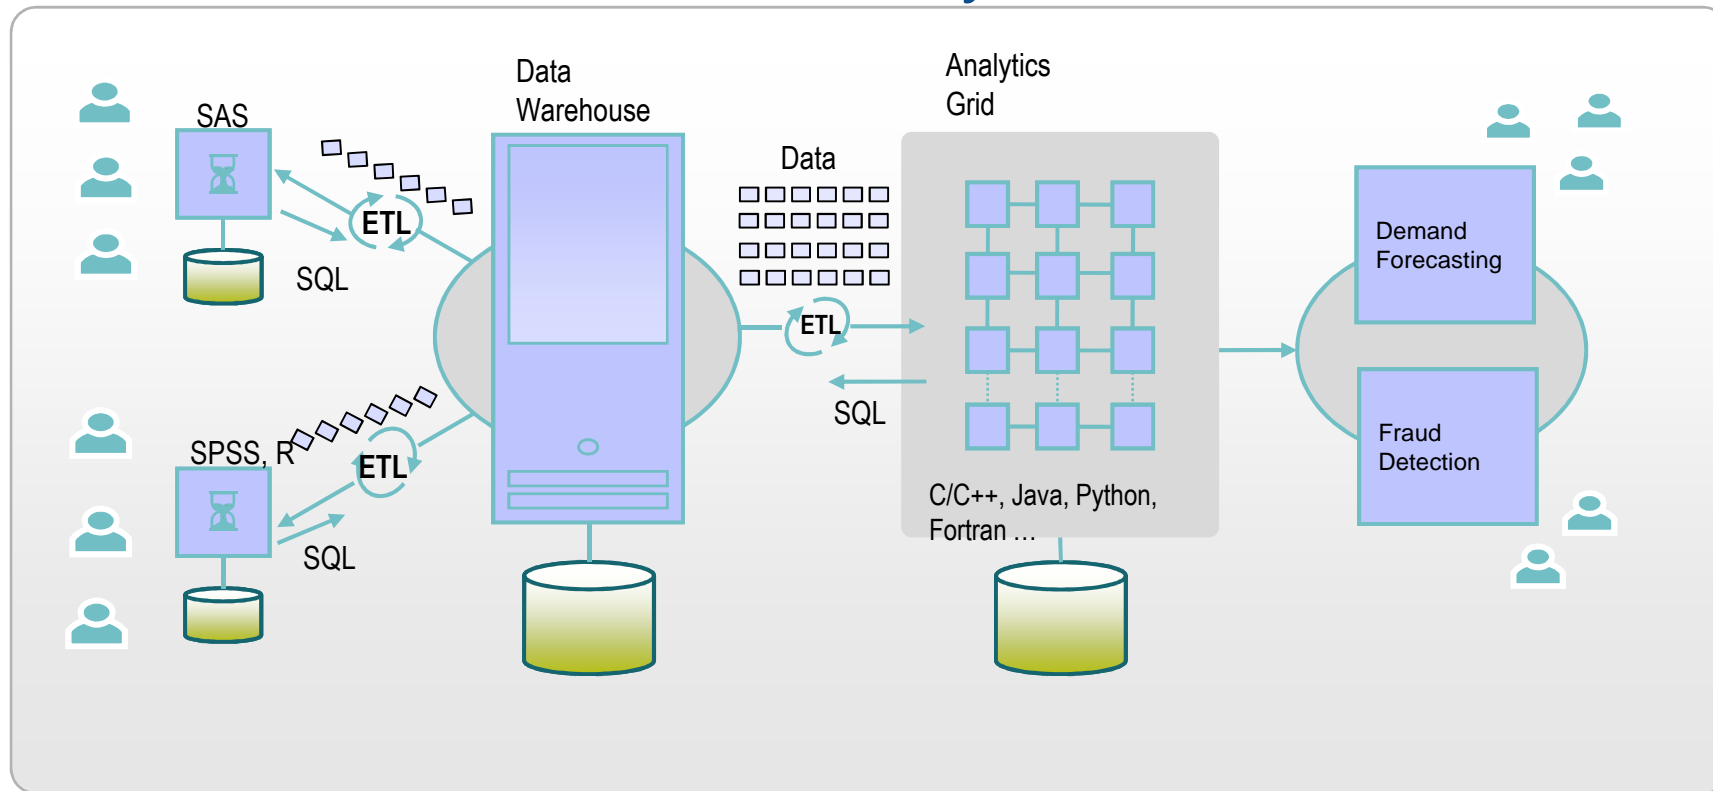 Data
Warehouse
Analytics
Grid
SAS
Data
ETL
SQL
ETL
SQL
Demand
Forecasting
SPSS, R
ETL
SQL
Fraud
Detection
C/C++, Java, Python,
Fortran …